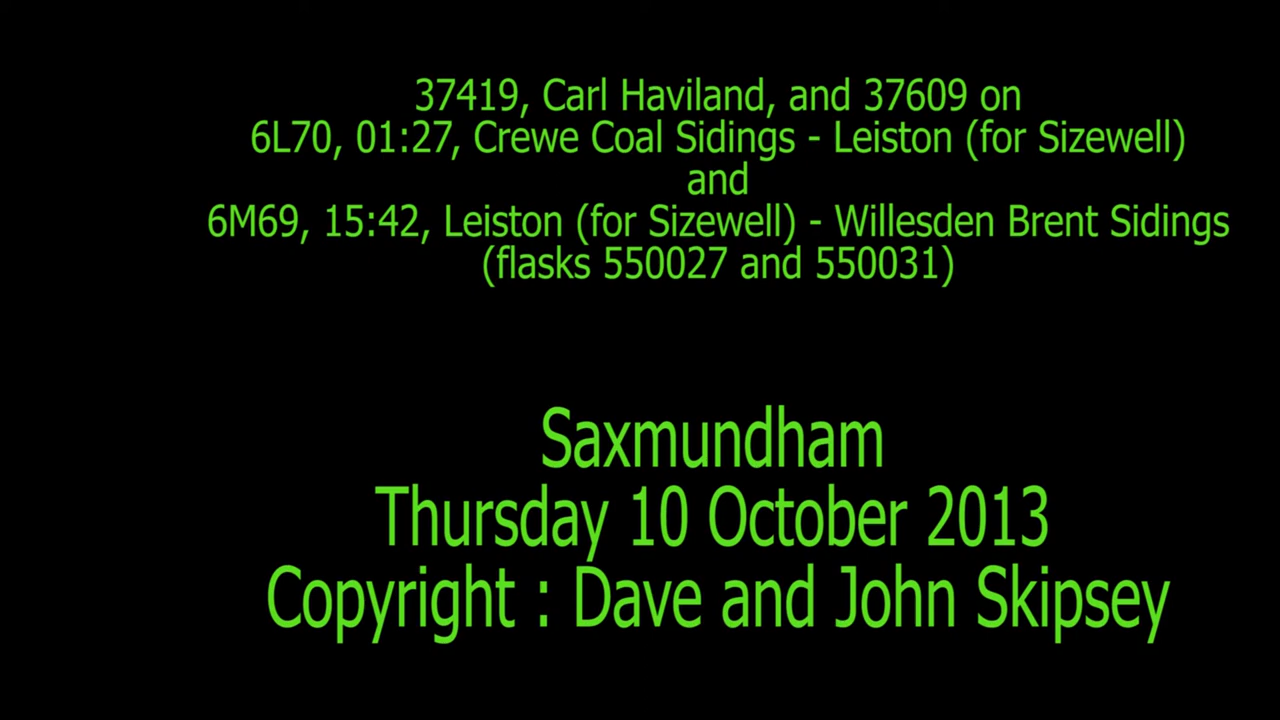 37419, Carl Haviland, and 37609 on
6L70, 01:27, Crewe Coal Sidings - Leiston (for Sizewell)
and
6M69, 15:42, Leiston (for Sizewell) - Willesden Brent Sidings
(flasks 550027 and 550031)
Saxmundham
Thursday 10 October 2013
Copyright : Dave and John Skipsey